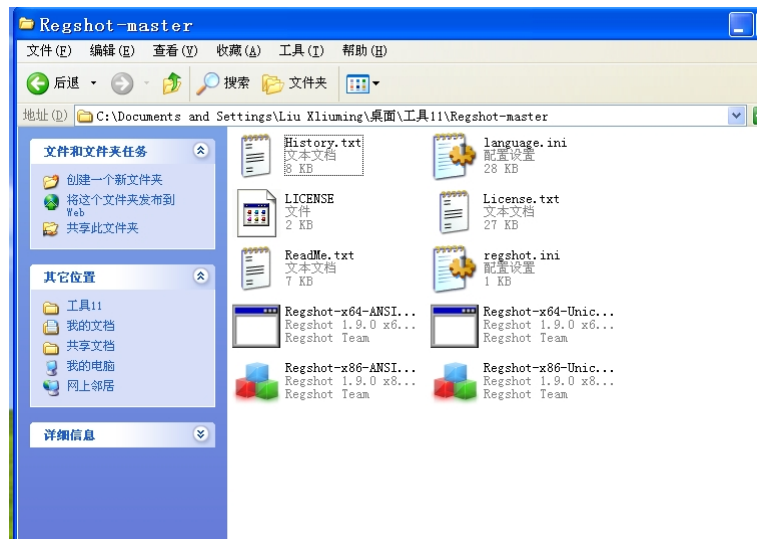 Regshot-master
文件(F) 编辑(E) 查看(V) 收藏(A) 工具(T) 帮助(H)
后退 搜索 文件夹
地址(D) C:\Documents and Settings\Liu Xliuming\桌面\工具11\Regshot-master
文件和文件夹任务
创建一个新文件夹
将这个文件夹发布到
Web
共享此文件夹
其它位置
工具11
我的文档
共享文档
我的电脑
网上邻居
详细信息
History.txt
文本文档
8 KB
language.ini
配置设置
28 KB
LICENSE
文件
2 KB
License.txt
文本文档
27 KB
ReadMe.txt
文本文档
7 KB
regshot.ini
配置设置
1 KB
Regshot-x64-ANSI...
Regshot 1.9.0 x6...
Regshot Team
Regshot-x64-Unic...
Regshot 1.9.0 x6...
Regshot Team
Regshot-x86-ANSI...
Regshot 1.9.0 x8...
Regshot Team
Regshot-x86-Unic...
Regshot 1.9.0 x8...
Regshot Team